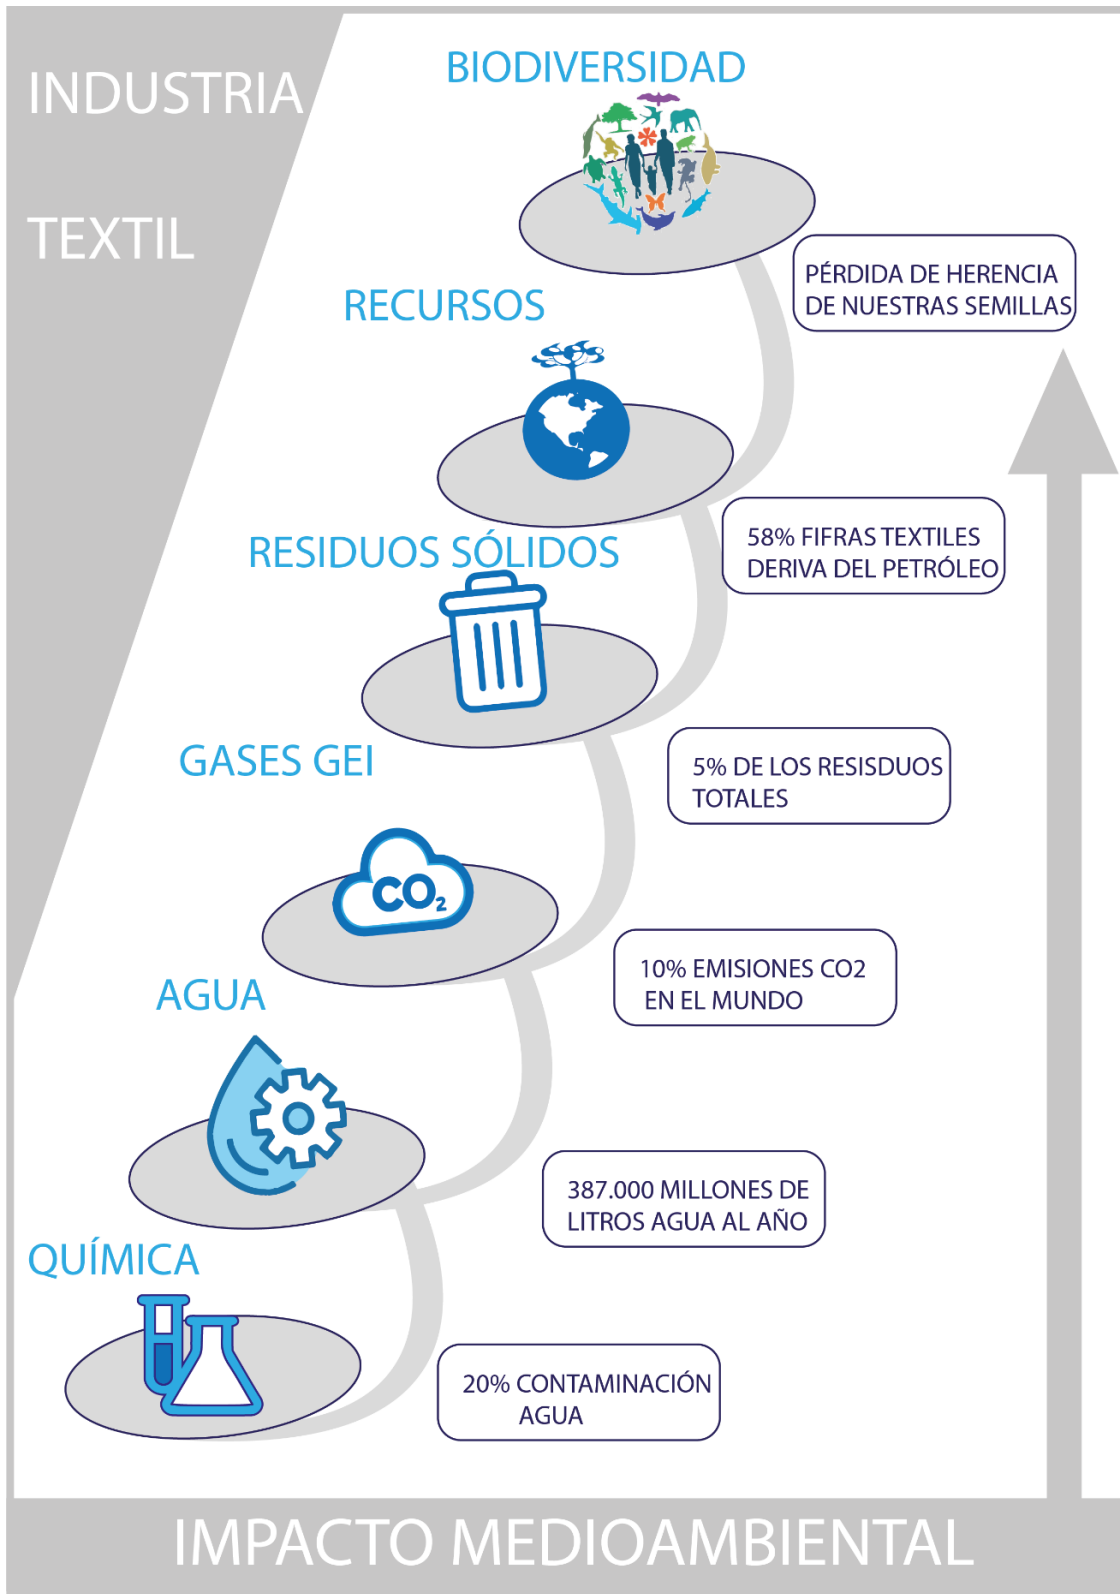 INDUSTRIA
TEXTIL
BIODIVERSIDAD
PÉRDIDA DE HERENCIA
DE NUESTRAS SEMILLAS
RECURSOS
58% FIFRAS TEXTILES
DERIVA DEL PETRÓLEO
RESIDUOS SÓLIDOS
5% DE LOS RESISDUOS
TOTALES
GASES GEI
CO2
10% EMISIONES CO2
EN EL MUNDO
AGUA
387.000 MILLONES DE
LITROS AGUA AL AÑO
QUÍMICA
20% CONTAMINACIÓN
AGUA
IMPACTO MEDIOAMBIENTAL